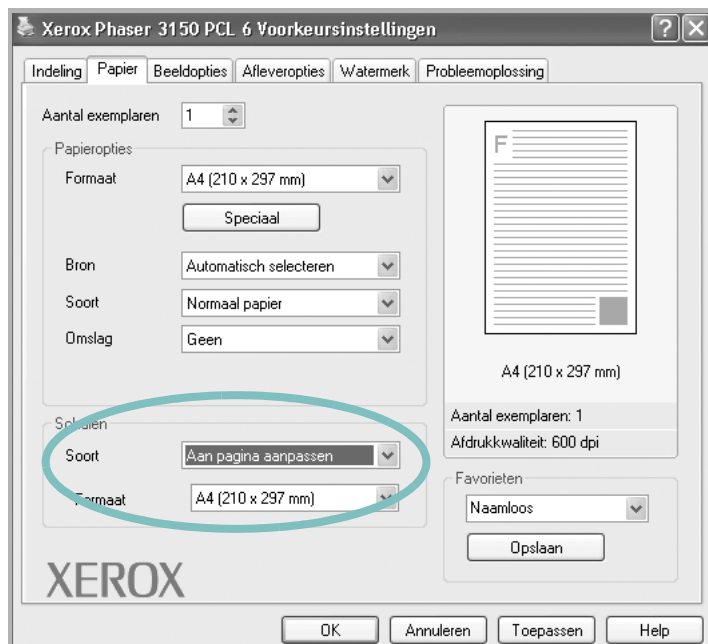 Xerox Phaser 3150 PCL 6 Voorkeursinstellingen
Indeling Papier Beeldopties Afleveropties Watermerk Probleemoplossing
Aantal exemplaren 1
Papieropties
Formaat A4 (210 x 297 mm)
Speciaal
Bron Automatisch selecteren
Soort Normaal papier
Omslag Geen
Schalen
Soort Aan pagina aanpassen
Formaat A4 (210 x 297 mm)
XEROX
F
A4 (210 x 297 mm)
Aantal exemplaren: 1
Afdrukkwaliteit: 600 dpi
Favorieten
Naamloos
Opslaan
OK Annuleren Toepassen Help